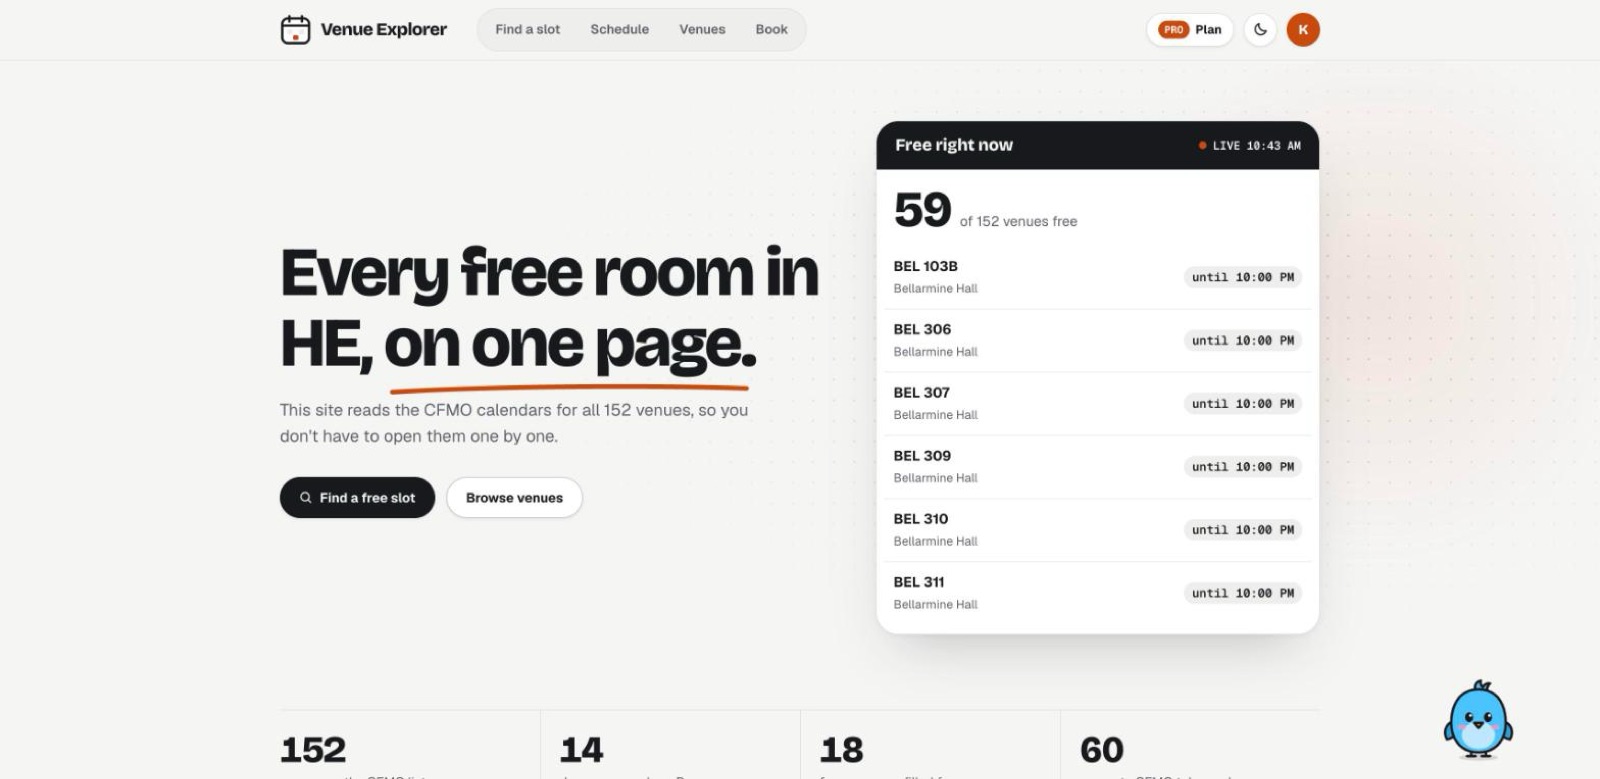 Venue Explorer
Find a slot
Schedule
Venues
Book
PRO Plan
K
Every free room in
HE, on one page.
This site reads the CFMO calendars for all 152 venues, so you
don't have to open them one by one.
Find a free slot
Browse venues
Free right now
LIVE 10:43 AM
59 of 152 venues free
BEL 103B
Bellarmine Hall
until 10:00 PM
BEL 306
Bellarmine Hall
until 10:00 PM
BEL 307
Bellarmine Hall
until 10:00 PM
BEL 309
Bellarmine Hall
until 10:00 PM
BEL 310
Bellarmine Hall
until 10:00 PM
BEL 311
Bellarmine Hall
until 10:00 PM
152
14
18
60